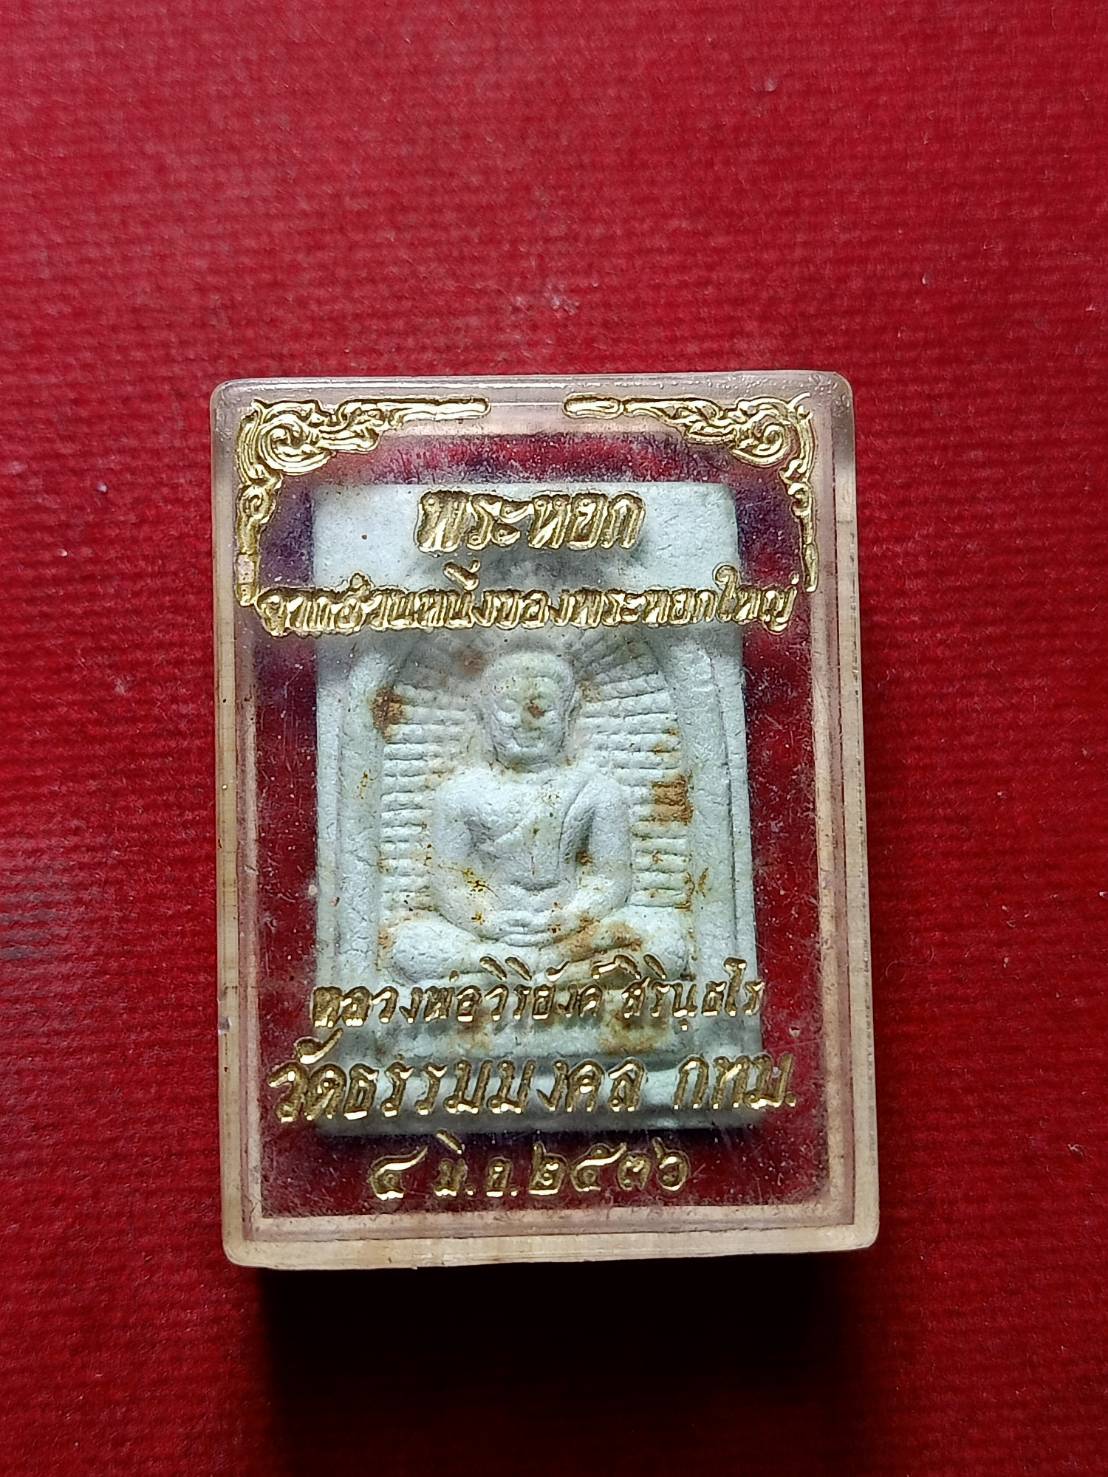 พระหยก
จากส่วนหนึ่งของพระหยกใหญ่
หลวงพ่อวิริยังค์ สิรินฺธโร
วัดธรรมมงคล กทม.
๔ มิ.ย. ๒๕๓๖